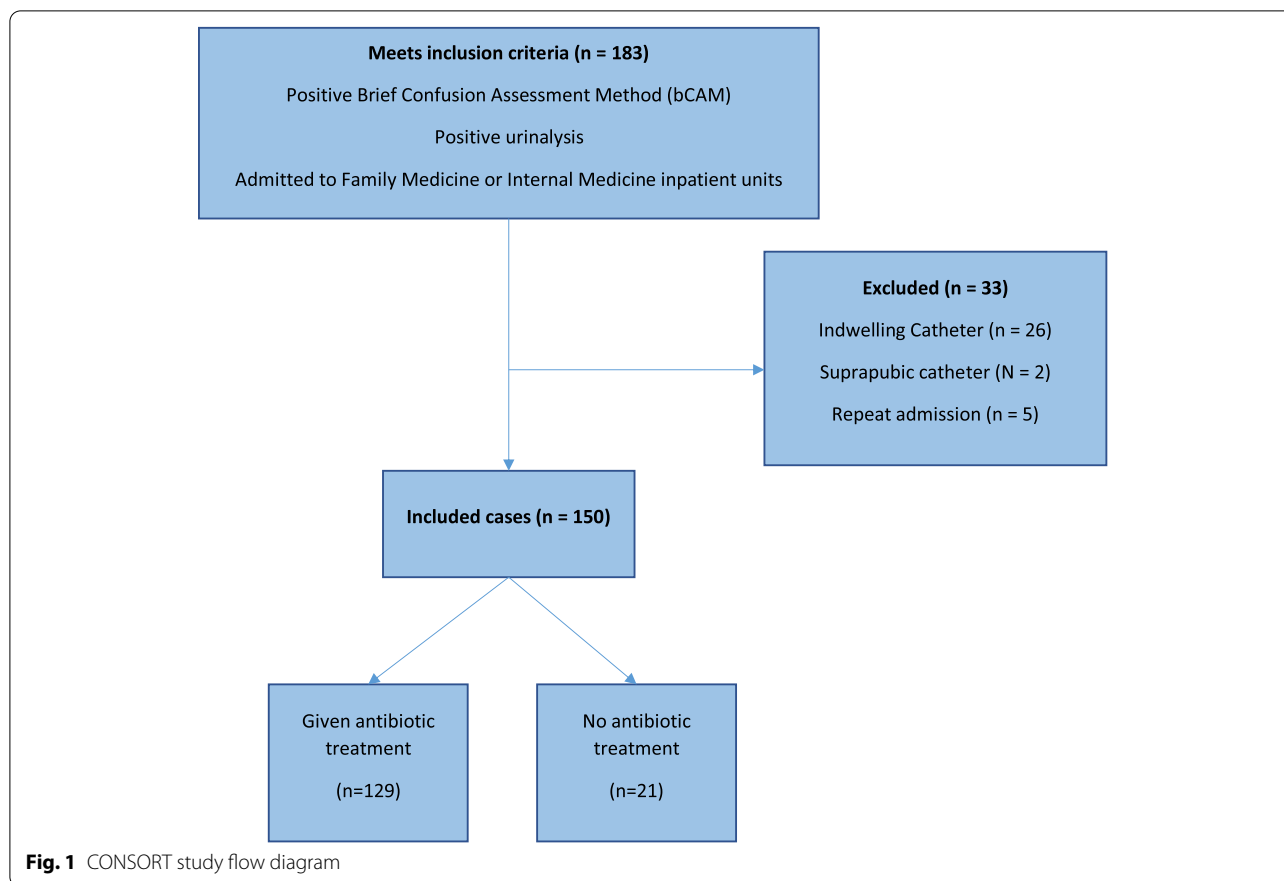 Meets inclusion criteria (n = 183)
Positive Brief Confusion Assessment Method (bCAM)
Positive urinalysis
Admitted to Family Medicine or Internal Medicine inpatient units
Excluded (n = 33)
Indwelling Catheter (n = 26)
Suprapubic catheter (N = 2)
Repeat admission (n = 5)
Included cases (n = 150)
Given antibiotic
treatment
(n=129)
No antibiotic
treatment
(n=21)
Fig. 1 CONSORT study flow diagram